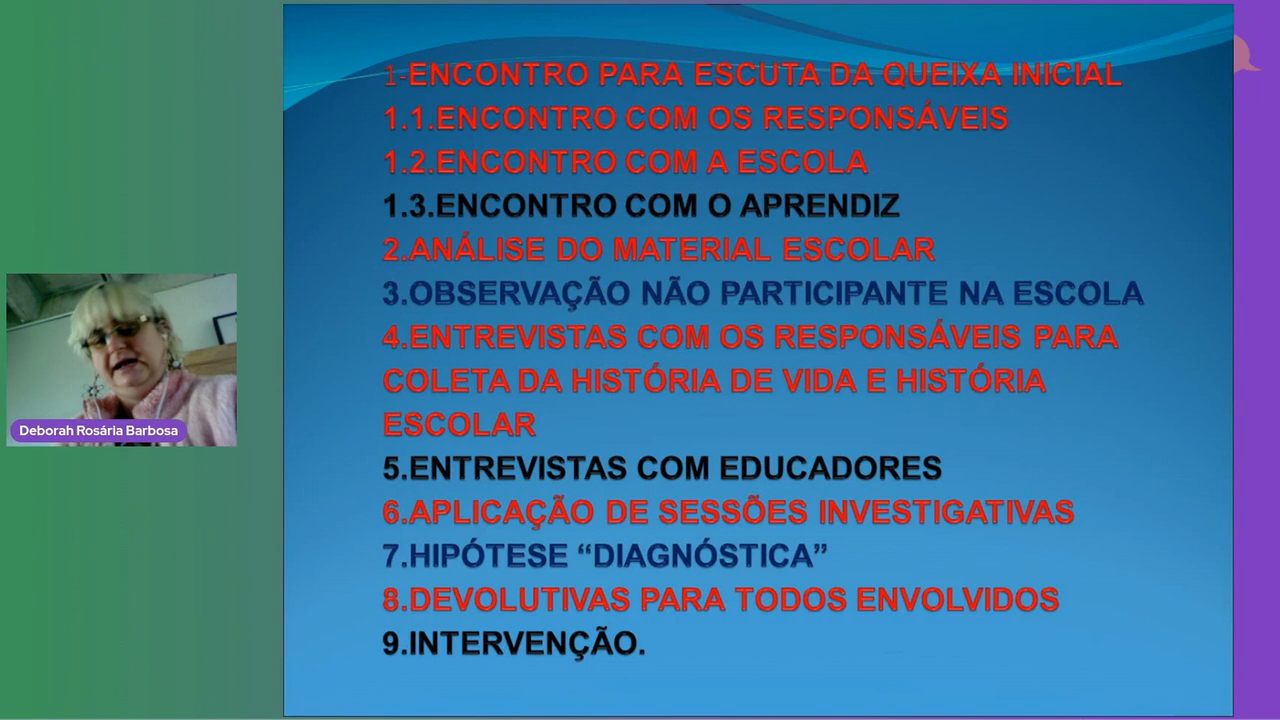 1-ENCONTRO PARA ESCUTA DA QUEIXA INICIAL
1.1.ENCONTRO COM OS RESPONSÁVEIS
1.2.ENCONTRO COM A ESCOLA
1.3.ENCONTRO COM O APRENDIZ
2.ANÁLISE DO MATERIAL ESCOLAR
3.OBSERVAÇÃO NÃO PARTICIPANTE NA ESCOLA
4.ENTREVISTAS COM OS RESPONSÁVEIS PARA
COLETA DA HISTÓRIA DE VIDA E HISTÓRIA
ESCOLAR
5.ENTREVISTAS COM EDUCADORES
6.APLICAÇÃO DE SESSÕES INVESTIGATIVAS
7.HIPÓTESE “DIAGNÓSTICA”
8.DEVOLUTIVAS PARA TODOS ENVOLVIDOS
9.INTERVENÇÃO.
Deborah Rosária Barbosa